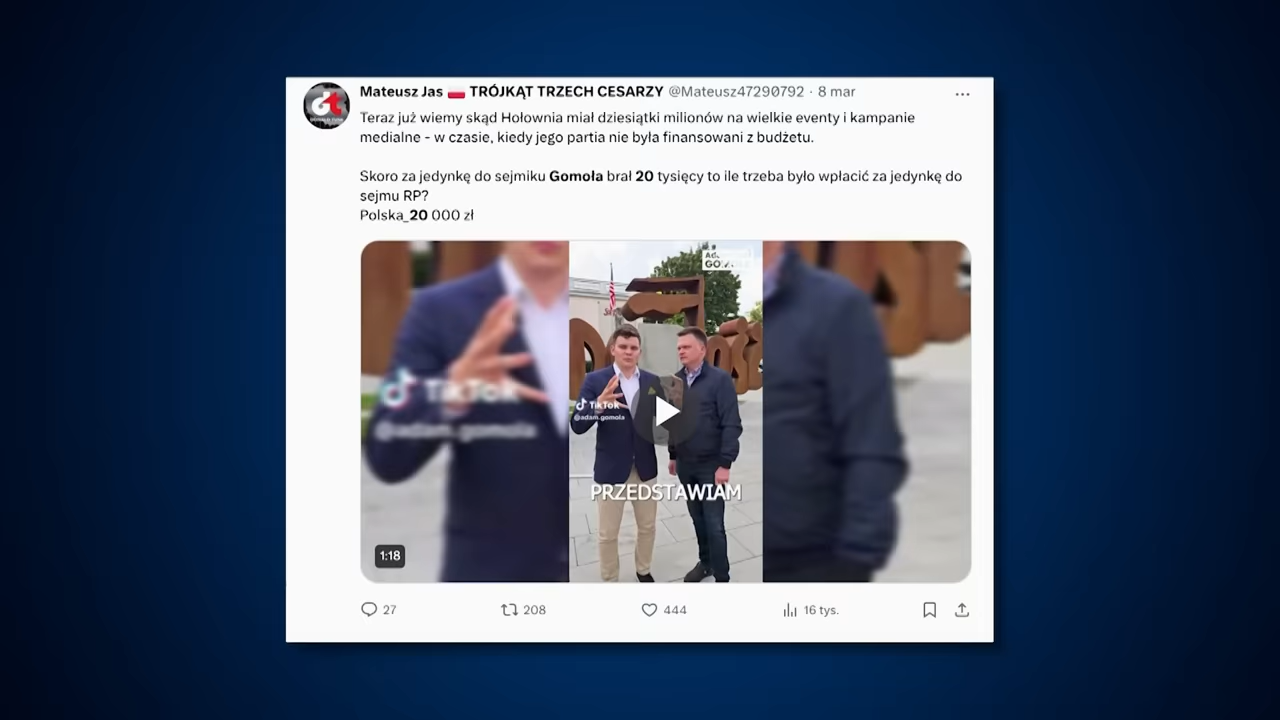 Mateusz Jas 🇵🇱 TRÓJKĄT TRZECH CESARZY @Mateusz47290792 · 8 mar
Teraz już wiemy skąd Hołownia miał dziesiątki milionów na wielkie eventy i kampanie
medialne - w czasie, kiedy jego partia nie była finansowani z budżetu.
Skoro za jedynkę do sejmiku Gomoła brał 20 tysięcy to ile trzeba było wpłacić za jedynkę do
sejmu RP?
Polska_20 000 zł
TikTok
@adam.gomola
TikTok
@adam.gomola
PRZEDSTAWIAM
1:18
27
208
444
16 tys.